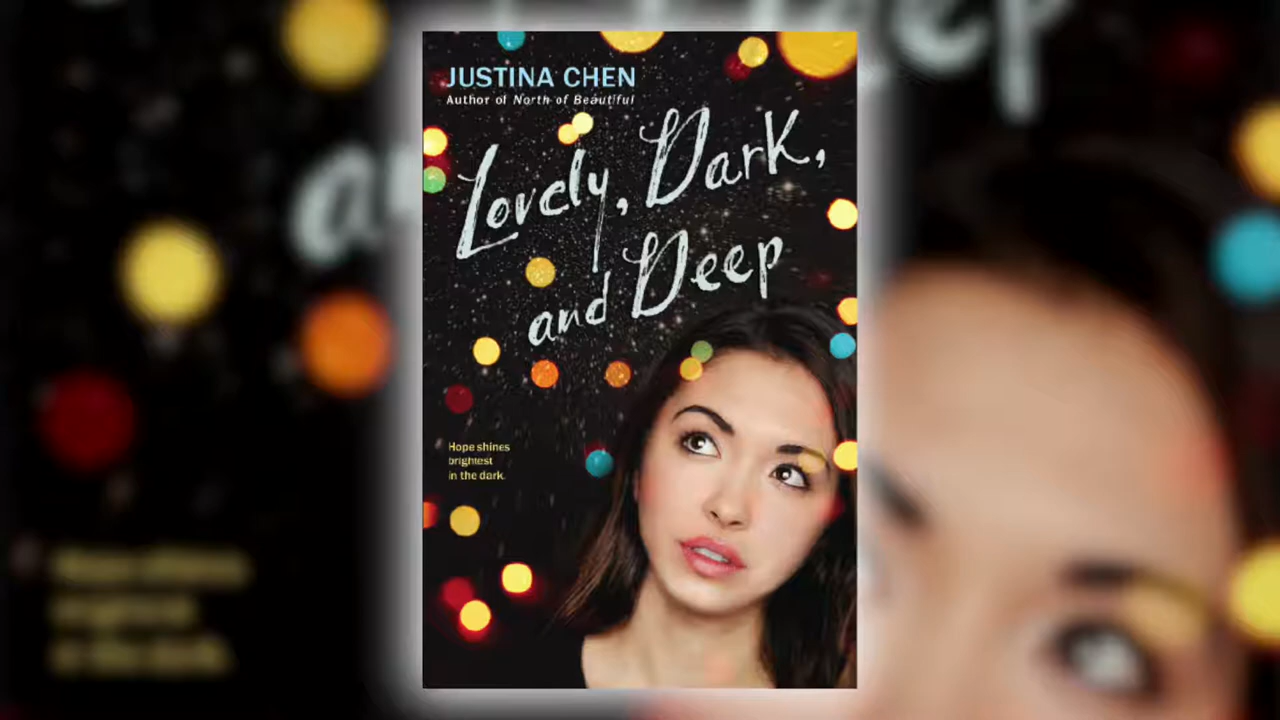 JUSTINA CHEN
Author of North of Beautiful
Lovely, Dark,
and Deep
Hope shines
brightest
in the dark.